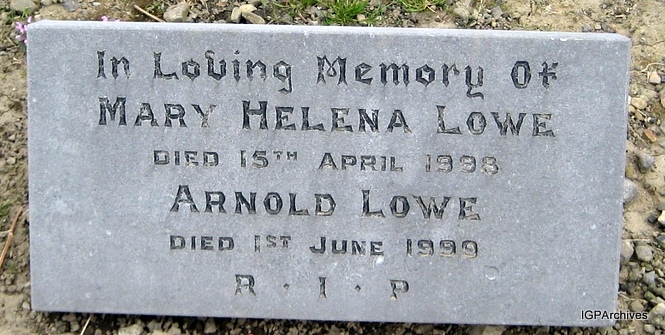 In Loving Memory Of
MARY HELENA LOWE
DIED 15TH APRIL 1998
ARNOLD LOWE
DIED 1ST JUNE 1999
R · I · P
IGPArchives